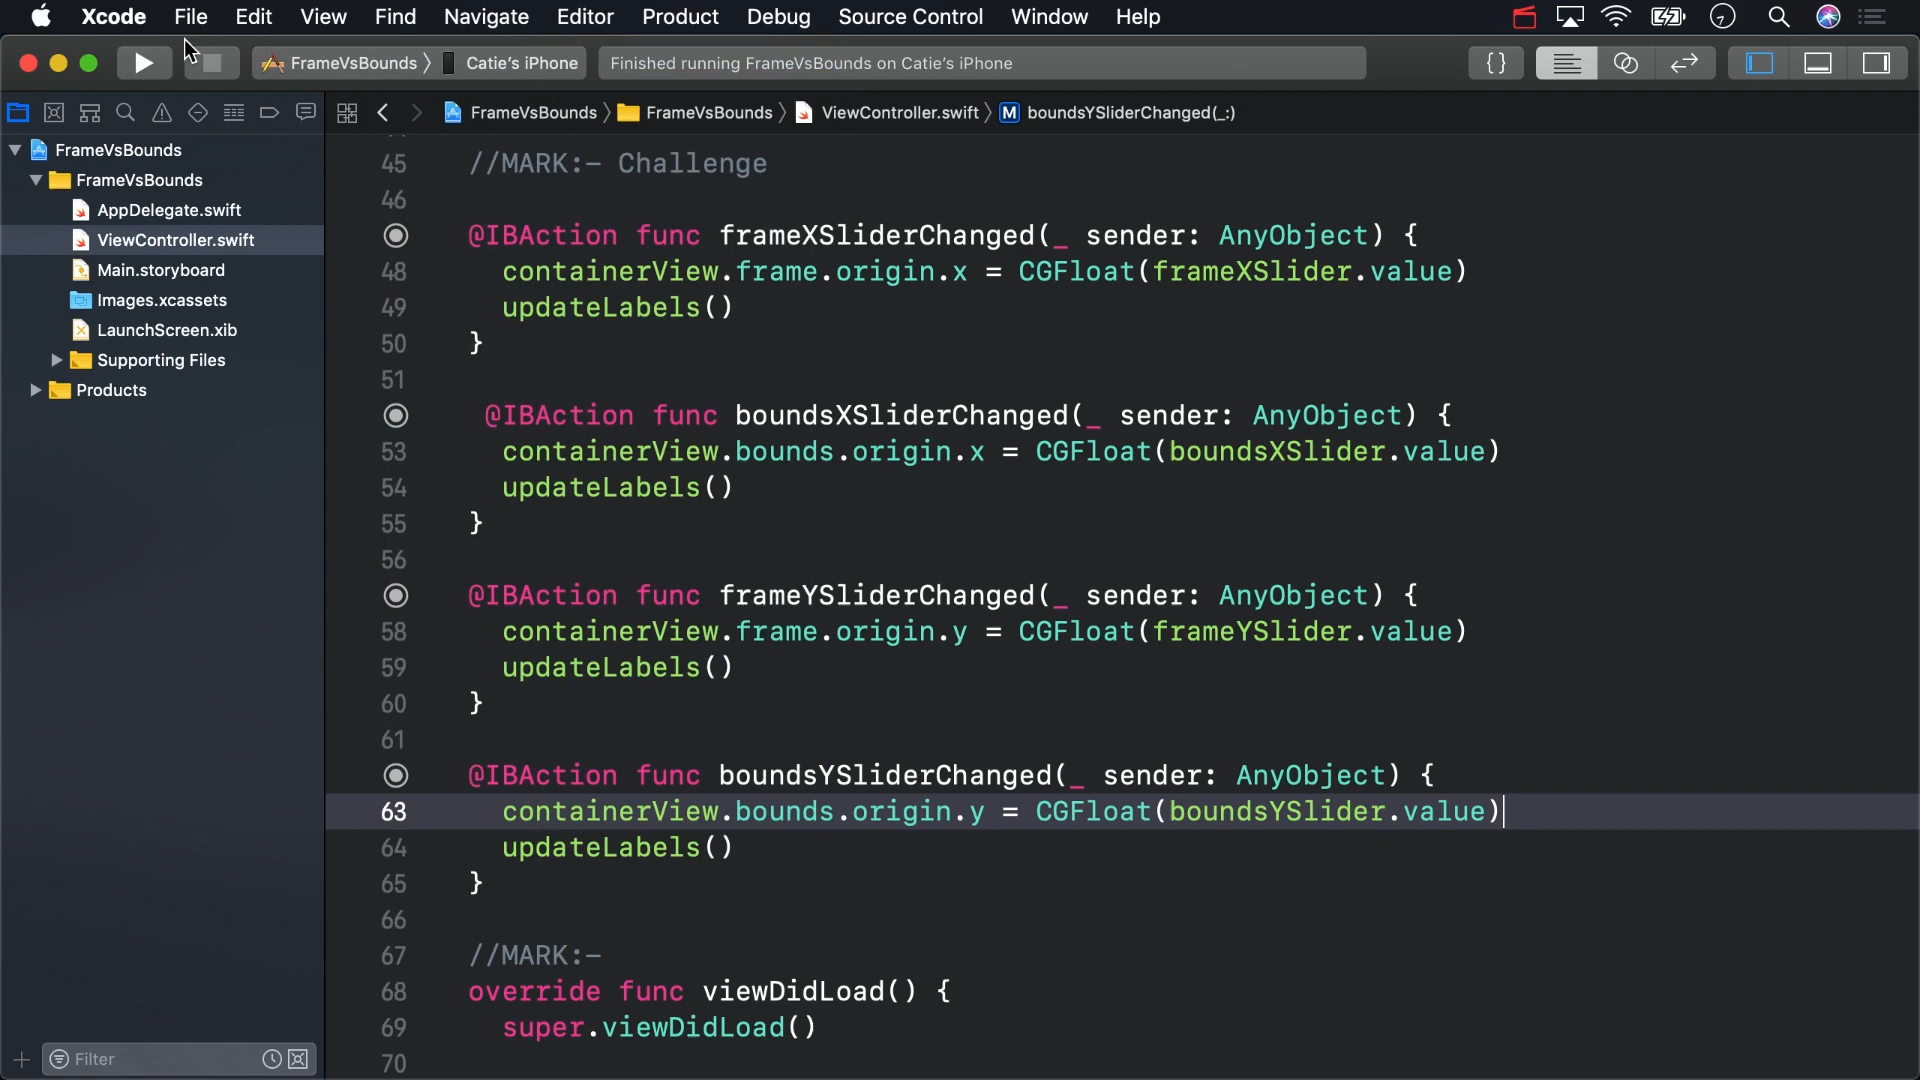 Xcode File Edit View Find Navigate Editor Product Debug Source Control Window Help
FrameVsBounds 〉 Catie's iPhone
Finished running FrameVsBounds on Catie's iPhone
{}
FrameVsBounds 〉 FrameVsBounds 〉 ViewController.swift 〉 M boundsYSliderChanged(_:)
FrameVsBounds
FrameVsBounds
AppDelegate.swift
ViewController.swift
Main.storyboard
Images.xcassets
LaunchScreen.xib
Supporting Files
Products
Filter
45 //MARK:- Challenge
46
@IBAction func frameXSliderChanged(_ sender: AnyObject) {
48 containerView.frame.origin.x = CGFloat(frameXSlider.value)
49 updateLabels()
50 }
51
@IBAction func boundsXSliderChanged(_ sender: AnyObject) {
53 containerView.bounds.origin.x = CGFloat(boundsXSlider.value)
54 updateLabels()
55 }
56
@IBAction func frameYSliderChanged(_ sender: AnyObject) {
58 containerView.frame.origin.y = CGFloat(frameYSlider.value)
59 updateLabels()
60 }
61
@IBAction func boundsYSliderChanged(_ sender: AnyObject) {
63 containerView.bounds.origin.y = CGFloat(boundsYSlider.value)
64 updateLabels()
65 }
66
67 //MARK:-
68 override func viewDidLoad() {
69 super.viewDidLoad()
70